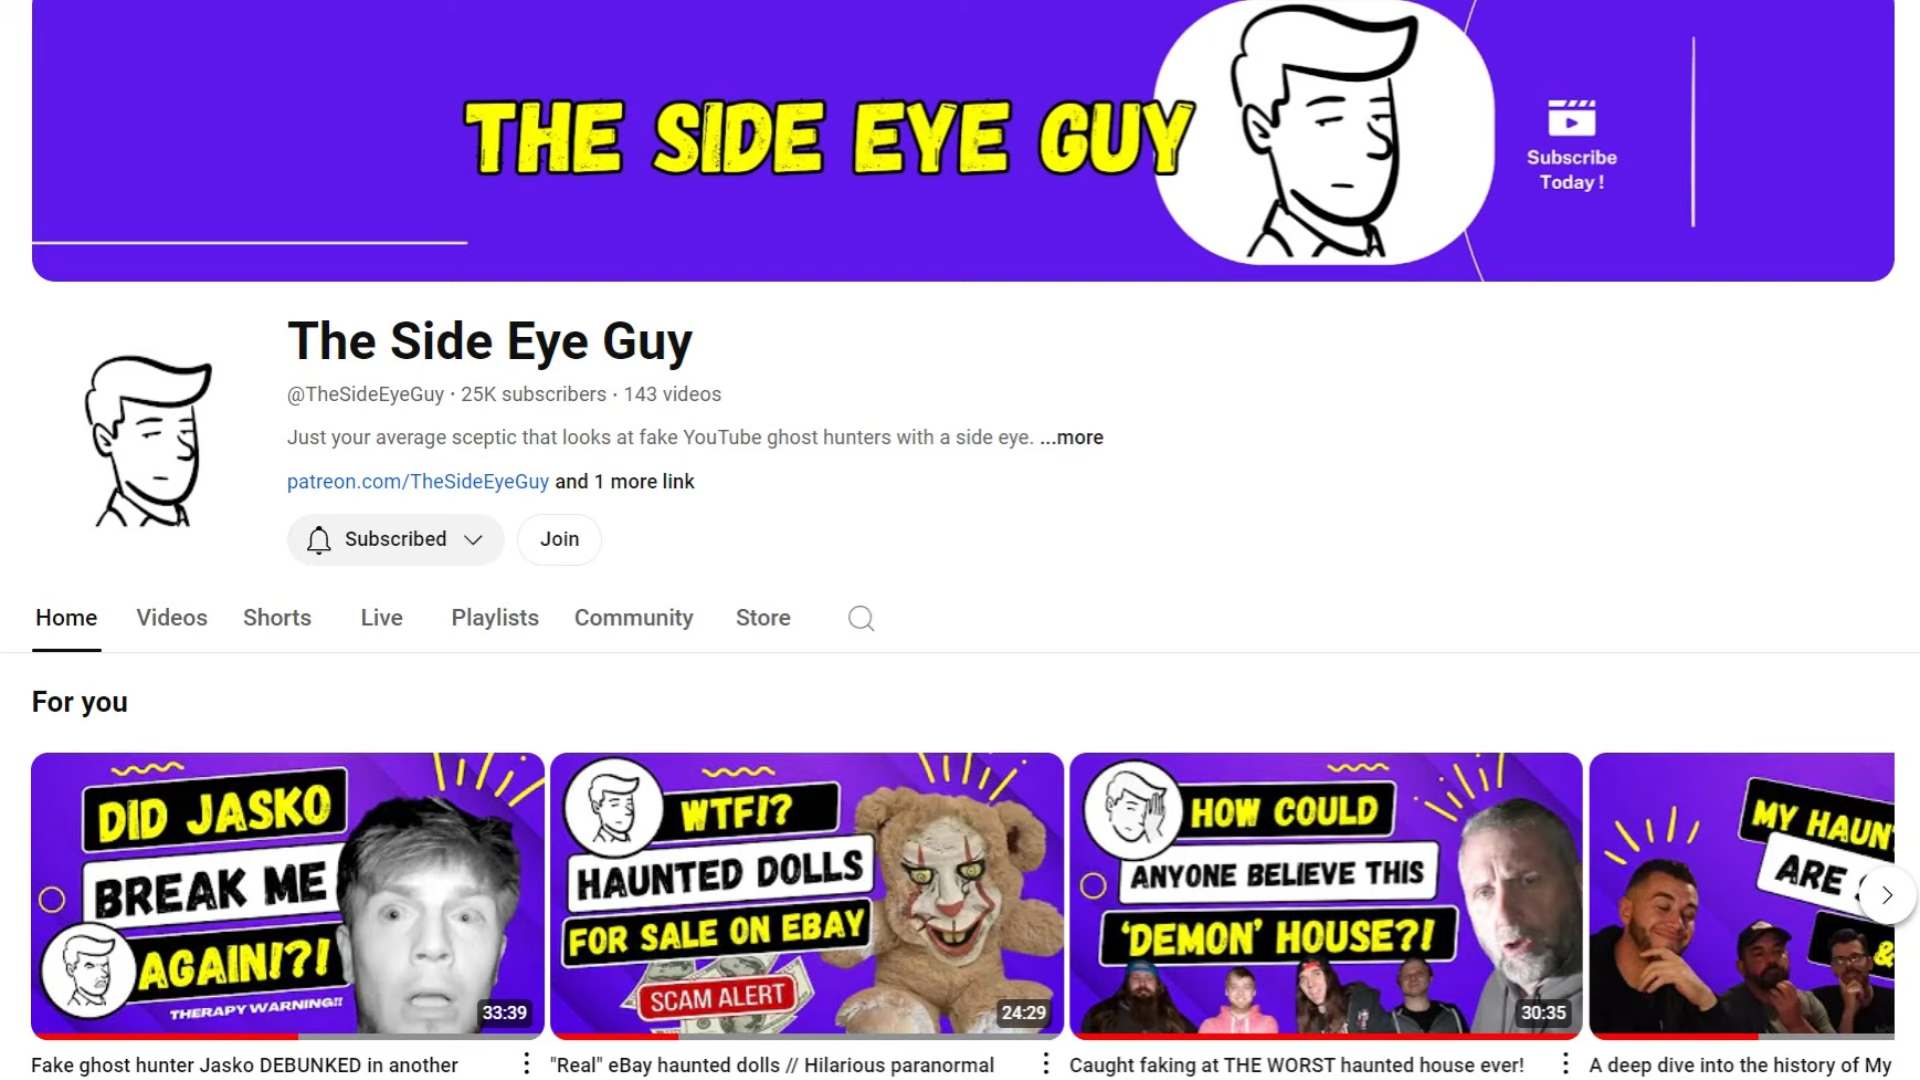 THE SIDE EYE GUY
Subscribe
Today !
The Side Eye Guy
@TheSideEyeGuy · 25K subscribers · 143 videos
Just your average sceptic that looks at fake YouTube ghost hunters with a side eye. ...more
patreon.com/TheSideEyeGuy and 1 more link
Subscribed
Join
Home Videos Shorts Live Playlists Community Store
For you
DID JASKO
BREAK ME
AGAIN!?!
THERAPY WARNING!!
33:39
WTF!?
HAUNTED DOLLS
FOR SALE ON EBAY
SCAM ALERT
24:29
HOW COULD
ANYONE BELIEVE THIS
'DEMON' HOUSE?!
30:35
MY HAUN
ARE
&
Fake ghost hunter Jasko DEBUNKED in another
"Real" eBay haunted dolls // Hilarious paranormal
Caught faking at THE WORST haunted house ever!
A deep dive into the history of My